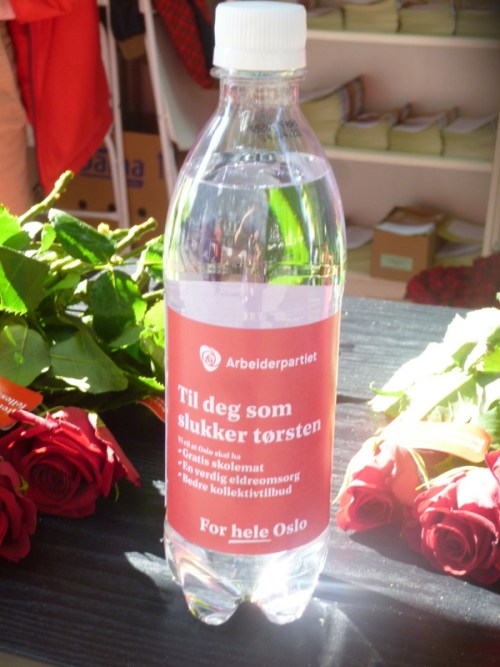 Arbeiderpartiet
Til deg som
slukker tørsten
Vi vil at Oslo skal ha
✓Gratis skolemat
✓En verdig eldreomsorg
✓Bedre kollektivtilbud
For hele Oslo